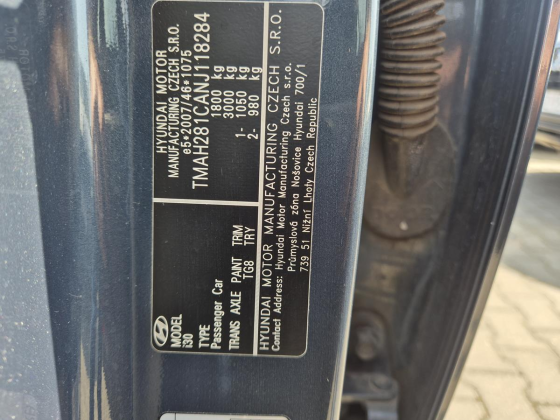 HYUNDAI MOTOR
MANUFACTURING CZECH S.R.O.
e5*2007/46*1075
TMAH281CANJ118284
1800 kg
3000 kg
1- 1050 kg
2- 980 kg
MODEL
i30
TYPE
Passenger Car
TRANS AXLE PAINT TRIM
TG8 TRY
HYUNDAI MOTOR MANUFACTURING CZECH S.R.O.
Contact Address: Hyundai Motor Manufacturing Czech s.r.o.
Průmyslová zóna Nošovice Hyundai 700/1
739 51 Nižní Lhoty Czech Republic